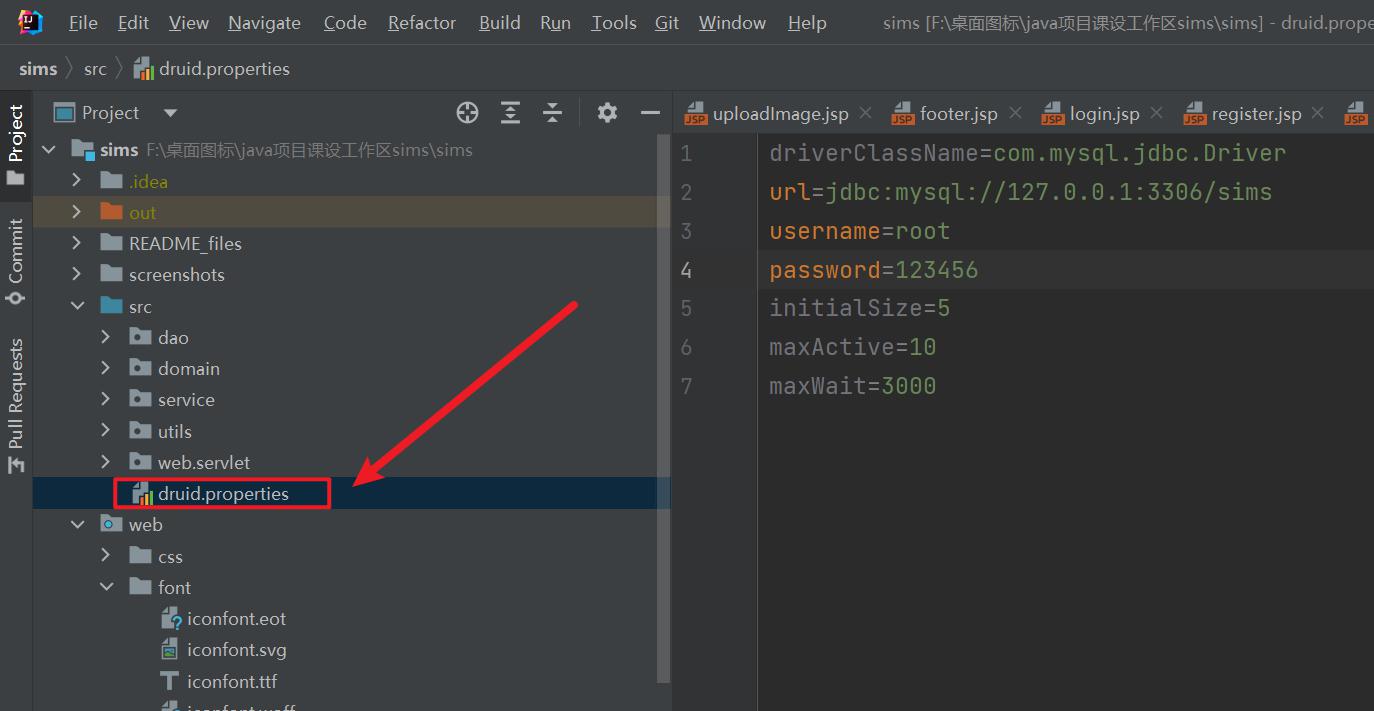 File Edit View Navigate Code Refactor Build Run Tools Git Window Help sims [F:\桌面图标\java项目课设工作区sims\sims] - druid.prope
sims src druid.properties
Project
uploadImage.jsp footer.jsp login.jsp register.jsp
Project
Commit
Pull Requests
sims F:\桌面图标\java项目课设工作区sims\sims
.idea
out
README_files
screenshots
src
dao
domain
service
utils
web.servlet
druid.properties
web
css
font
iconfont.eot
iconfont.svg
iconfont.ttf
iconfont.woff
1 driverClassName=com.mysql.jdbc.Driver
2 url=jdbc:mysql://127.0.0.1:3306/sims
3 username=root
4 password=123456
5 initialSize=5
6 maxActive=10
7 maxWait=3000